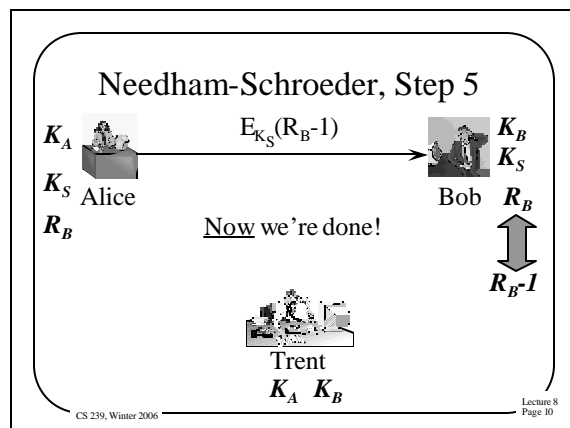 Needham-Schroeder, Step 5
K_A
E_{K_S}(R_B-1)
K_B
K_S
K_S
Alice
Bob
R_B
R_B
Now we're done!
R_B-1
Trent
K_A K_B
CS 239, Winter 2006
Lecture 8
Page 10